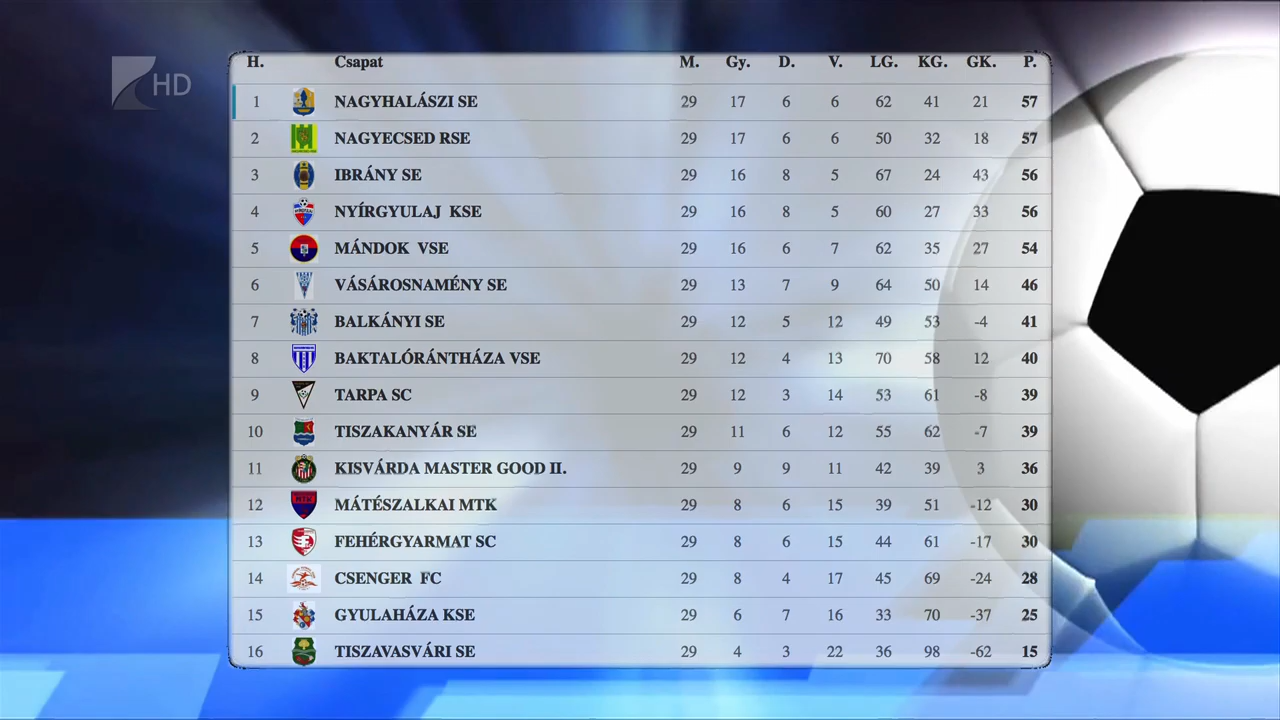 HD
H. Csapat M. Gy. D. V. LG. KG. GK. P.
1 NAGYHALÁSZI SE 29 17 6 6 62 41 21 57
2 NAGYECSED RSE 29 17 6 6 50 32 18 57
3 IBRÁNY SE 29 16 8 5 67 24 43 56
4 NYÍRGYULAJ KSE 29 16 8 5 60 27 33 56
5 MÁNDOK VSE 29 16 6 7 62 35 27 54
6 VÁSÁROSNAMÉNY SE 29 13 7 9 64 50 14 46
7 BALKÁNYI SE 29 12 5 12 49 53 -4 41
8 BAKTALÓRÁNTHÁZA VSE 29 12 4 13 70 58 12 40
9 TARPA SC 29 12 3 14 53 61 -8 39
10 TISZAKANYÁR SE 29 11 6 12 55 62 -7 39
11 KISVÁRDA MASTER GOOD II. 29 9 9 11 42 39 3 36
12 MTK MÁTÉSZALKAI MTK 29 8 6 15 39 51 -12 30
13 FEHÉRGYARMAT SC 29 8 6 15 44 61 -17 30
14 CSENGER FC 29 8 4 17 45 69 -24 28
15 GYULAHÁZA KSE 29 6 7 16 33 70 -37 25
16 TISZAVASVÁRI SE 29 4 3 22 36 98 -62 15